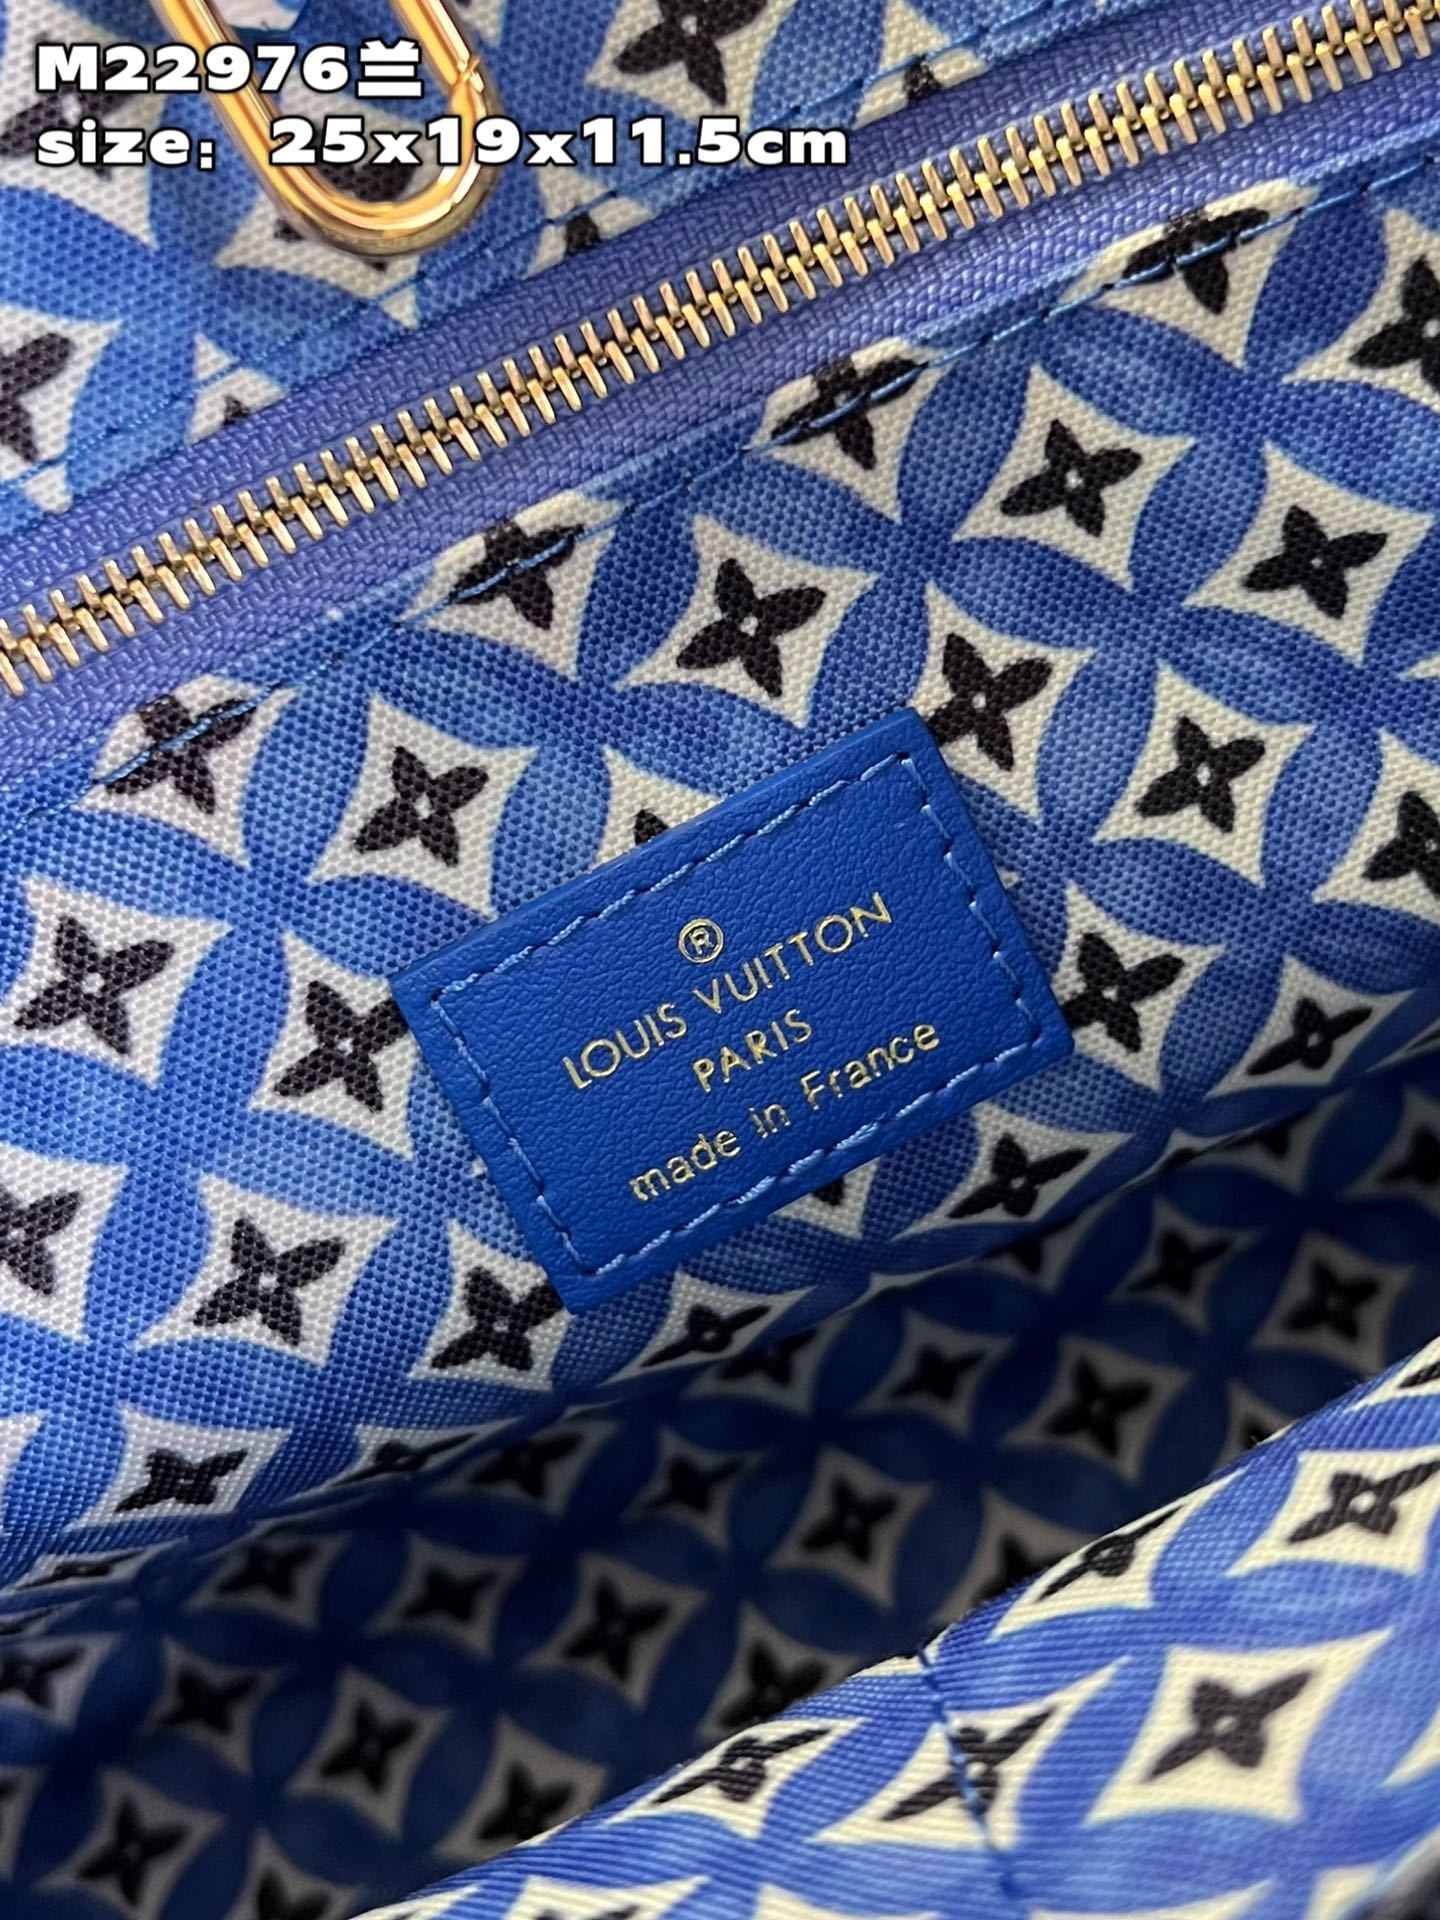 M22976兰
size：25x19x11.5cm
®
LOUIS VUITTON
PARIS
made in France